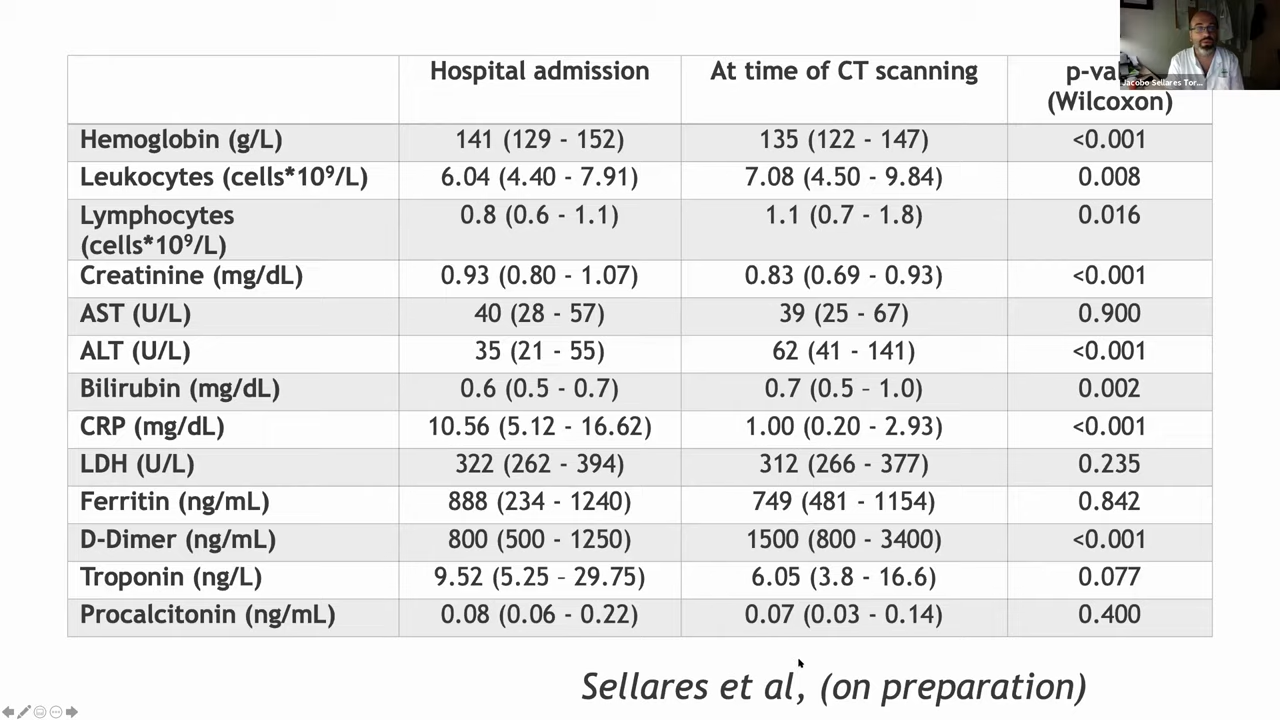 Hospital admission At time of CT scanning p-va
(Wilcoxon)
Hemoglobin (g/L) 141 (129 - 152) 135 (122 - 147) <0.001
Leukocytes (cells*10⁹/L) 6.04 (4.40 - 7.91) 7.08 (4.50 - 9.84) 0.008
Lymphocytes 0.8 (0.6 - 1.1) 1.1 (0.7 - 1.8) 0.016
(cells*10⁹/L)
Creatinine (mg/dL) 0.93 (0.80 - 1.07) 0.83 (0.69 - 0.93) <0.001
AST (U/L) 40 (28 - 57) 39 (25 - 67) 0.900
ALT (U/L) 35 (21 - 55) 62 (41 - 141) <0.001
Bilirubin (mg/dL) 0.6 (0.5 - 0.7) 0.7 (0.5 – 1.0) 0.002
CRP (mg/dL) 10.56 (5.12 - 16.62) 1.00 (0.20 - 2.93) <0.001
LDH (U/L) 322 (262 - 394) 312 (266 - 377) 0.235
Ferritin (ng/mL) 888 (234 - 1240) 749 (481 - 1154) 0.842
D-Dimer (ng/mL) 800 (500 - 1250) 1500 (800 - 3400) <0.001
Troponin (ng/L) 9.52 (5.25 – 29.75) 6.05 (3.8 - 16.6) 0.077
Procalcitonin (ng/mL) 0.08 (0.06 - 0.22) 0.07 (0.03 - 0.14) 0.400
Sellares et al, (on preparation)
Jacobo Sellares Tor...